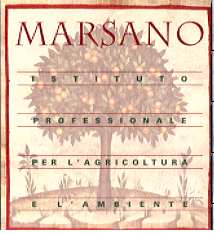 MARSANO
ISTITUTO
PROFESSIONALE
PER L'AGRICOLTURA
E L'AMBIENTE